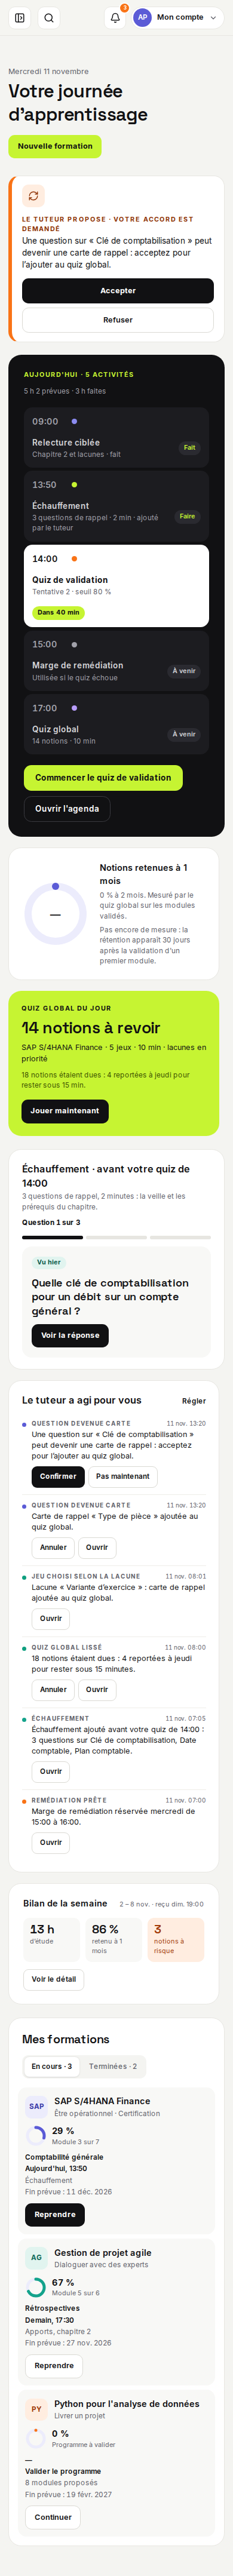 3
AP
Mon compte
Mercredi 11 novembre
Votre journée
d'apprentissage
Nouvelle formation
LE TUTEUR PROPOSE · VOTRE ACCORD EST
DEMANDÉ
Une question sur « Clé de comptabilisation » peut
devenir une carte de rappel : acceptez pour
l'ajouter au quiz global.
Accepter
Refuser
AUJOURD'HUI · 5 ACTIVITÉS
5 h 2 prévues · 3 h faites
09:00
Relecture ciblée
Chapitre 2 et lacunes · fait
Fait
13:50
Échauffement
3 questions de rappel · 2 min · ajouté
par le tuteur
Faire
14:00
Quiz de validation
Tentative 2 · seuil 80 %
Dans 40 min
15:00
Marge de remédiation
Utilisée si le quiz échoue
À venir
17:00
Quiz global
14 notions · 10 min
À venir
Commencer le quiz de validation
Ouvrir l'agenda
—
Notions retenues à 1
mois
0 % à 2 mois. Mesuré par le
quiz global sur les modules
validés.
Pas encore de mesure : la
rétention apparaît 30 jours
après la validation d'un
premier module.
QUIZ GLOBAL DU JOUR
14 notions à revoir
SAP S/4HANA Finance · 5 jeux · 10 min · lacunes en
priorité
18 notions étaient dues : 4 reportées à jeudi pour
rester sous 15 min.
Jouer maintenant
Échauffement · avant votre quiz de
14:00
3 questions de rappel, 2 minutes : la veille et les
prérequis du chapitre.
Question 1 sur 3
Vu hier
Quelle clé de comptabilisation
pour un débit sur un compte
général ?
Voir la réponse
Le tuteur a agi pour vous
Régler
QUESTION DEVENUE CARTE
11 nov. 13:20
Une question sur « Clé de comptabilisation »
peut devenir une carte de rappel : acceptez
pour l'ajouter au quiz global.
Confirmer
Pas maintenant
QUESTION DEVENUE CARTE
11 nov. 13:20
Carte de rappel « Type de pièce » ajoutée au
quiz global.
Annuler
Ouvrir
JEU CHOISI SELON LA LACUNE
11 nov. 08:01
Lacune « Variante d'exercice » : carte de rappel
ajoutée au quiz global.
Ouvrir
QUIZ GLOBAL LISSÉ
11 nov. 08:00
18 notions étaient dues : 4 reportées à jeudi
pour rester sous 15 minutes.
Annuler
Ouvrir
ÉCHAUFFEMENT
11 nov. 07:05
Échauffement ajouté avant votre quiz de 14:00 :
3 questions sur Clé de comptabilisation, Date
comptable, Plan comptable.
Ouvrir
REMÉDIATION PRÊTE
11 nov. 07:00
Marge de remédiation réservée mercredi de
15:00 à 16:00.
Ouvrir
Bilan de la semaine
2 – 8 nov. · reçu dim. 19:00
13 h
d'étude
86 %
retenu à 1
mois
3
notions à
risque
Voir le détail
Mes formations
En cours · 3
Terminées · 2
SAP
SAP S/4HANA Finance
Être opérationnel · Certification
29 %
Module 3 sur 7
Comptabilité générale
Aujourd'hui, 13:50
Échauffement
Fin prévue : 11 déc. 2026
Reprendre
AG
Gestion de projet agile
Dialoguer avec des experts
67 %
Module 5 sur 6
Rétrospectives
Demain, 17:30
Apports, chapitre 2
Fin prévue : 27 nov. 2026
Reprendre
PY
Python pour l'analyse de données
Livrer un projet
0 %
Programme à valider
—
Valider le programme
8 modules proposés
Fin prévue : 19 févr. 2027
Continuer